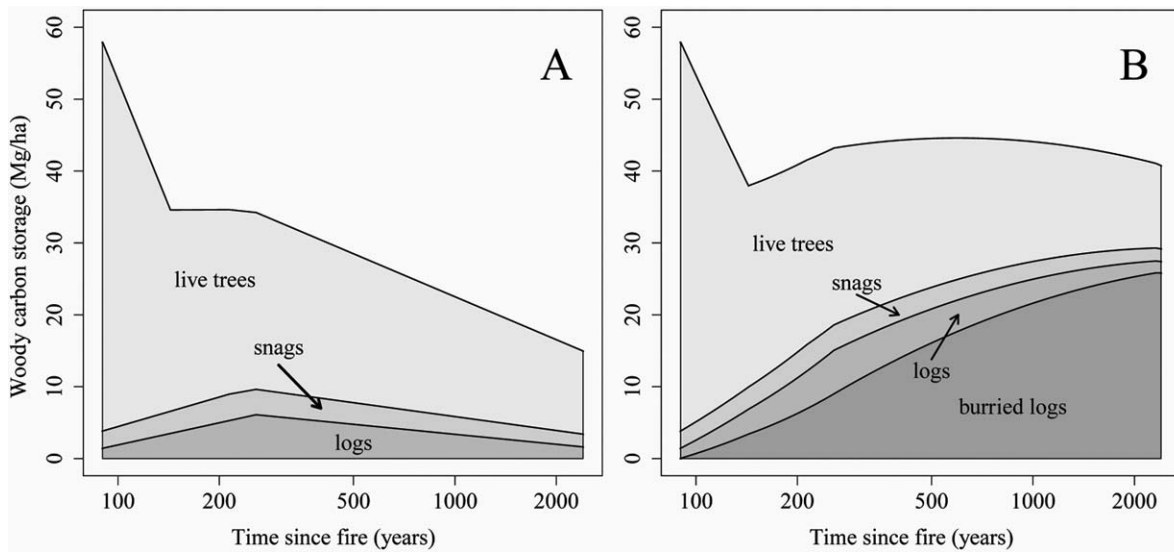 A
B
Woody carbon storage (Mg/ha)
0 10 20 30 40 50 60
live trees
snags
logs
100 200 500 1000 2000
Time since fire (years)
0 10 20 30 40 50 60
live trees
snags
logs
burried logs
100 200 500 1000 2000
Time since fire (years)